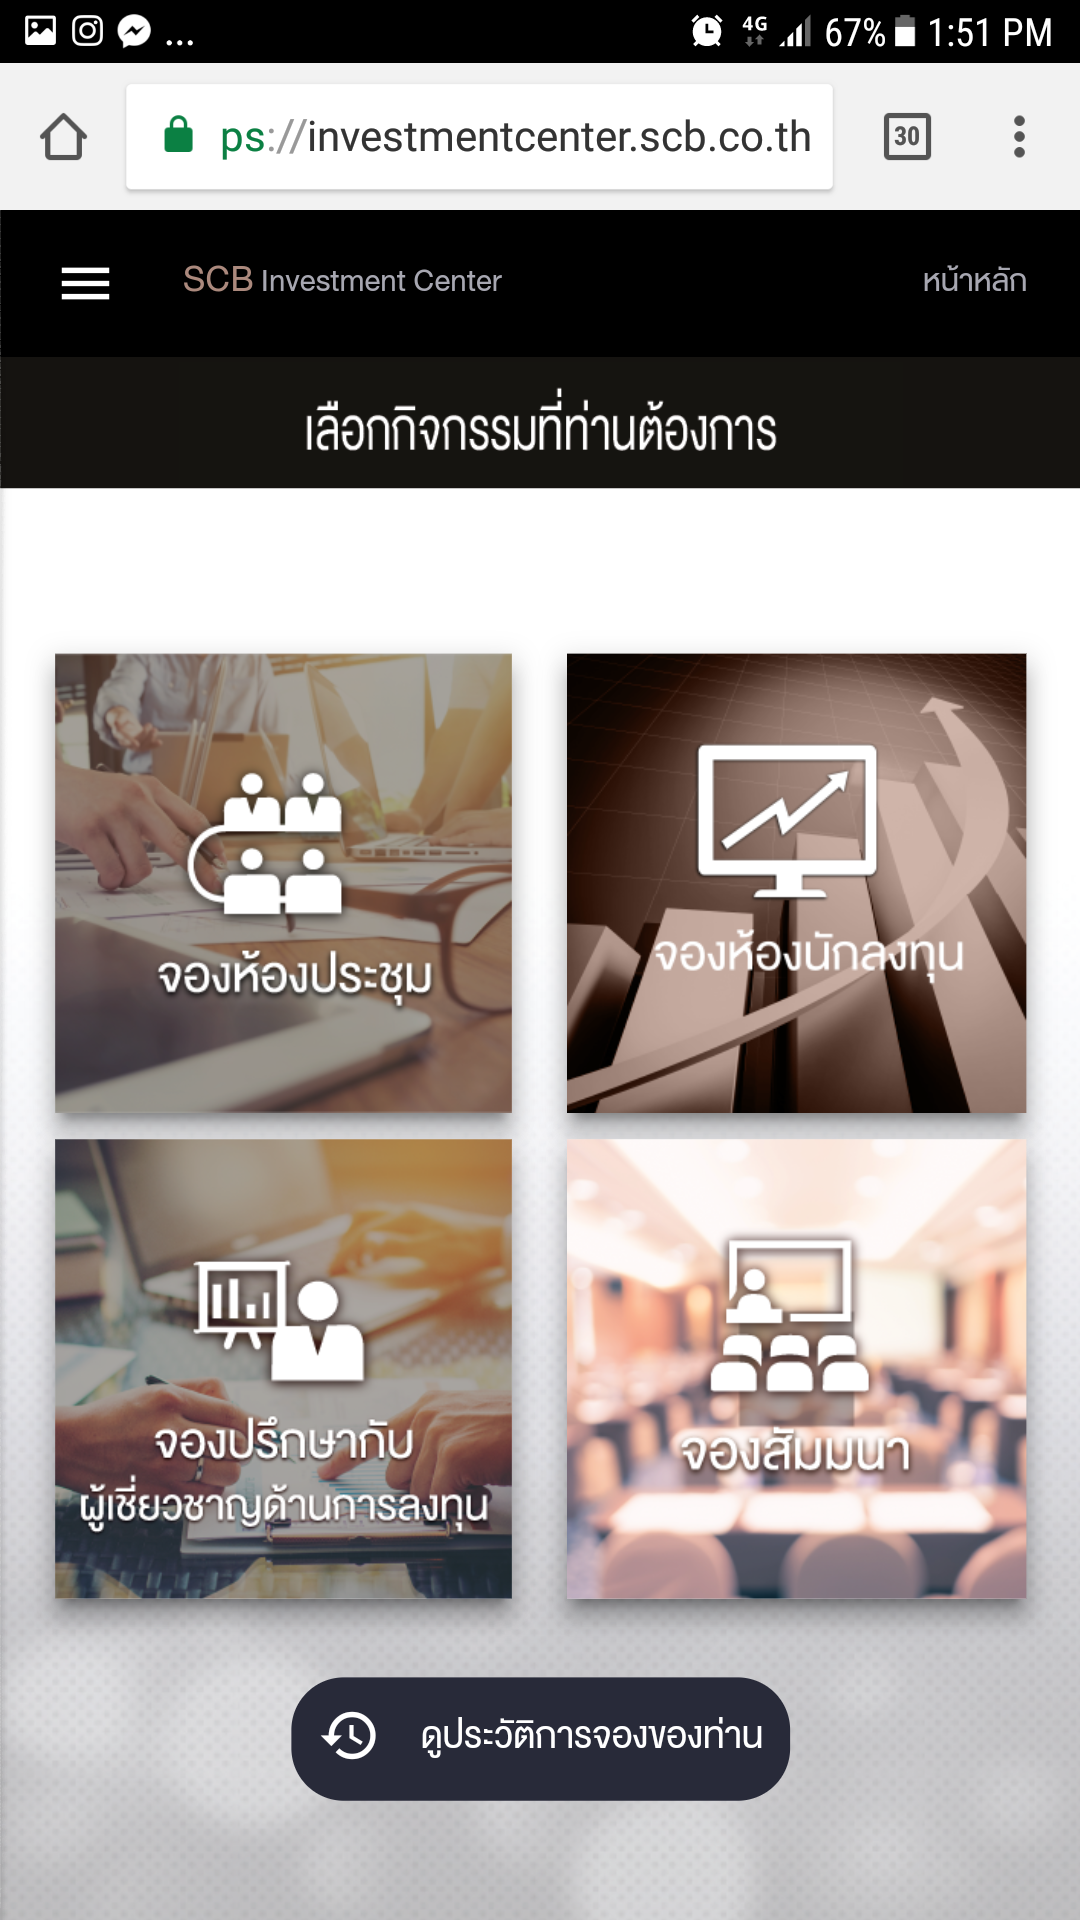 ... 4G 67% 1:51 PM
ps://investmentcenter.scb.co.th 30
SCB Investment Center หน้าหลัก
เลือกกิจกรรมที่ท่านต้องการ
จองห้องประชุม
จองห้องนักลงทุน
จองปรึกษากับ
ผู้เชี่ยวชาญด้านการลงทุน
จองสัมมนา
ดูประวัติการจองของท่าน